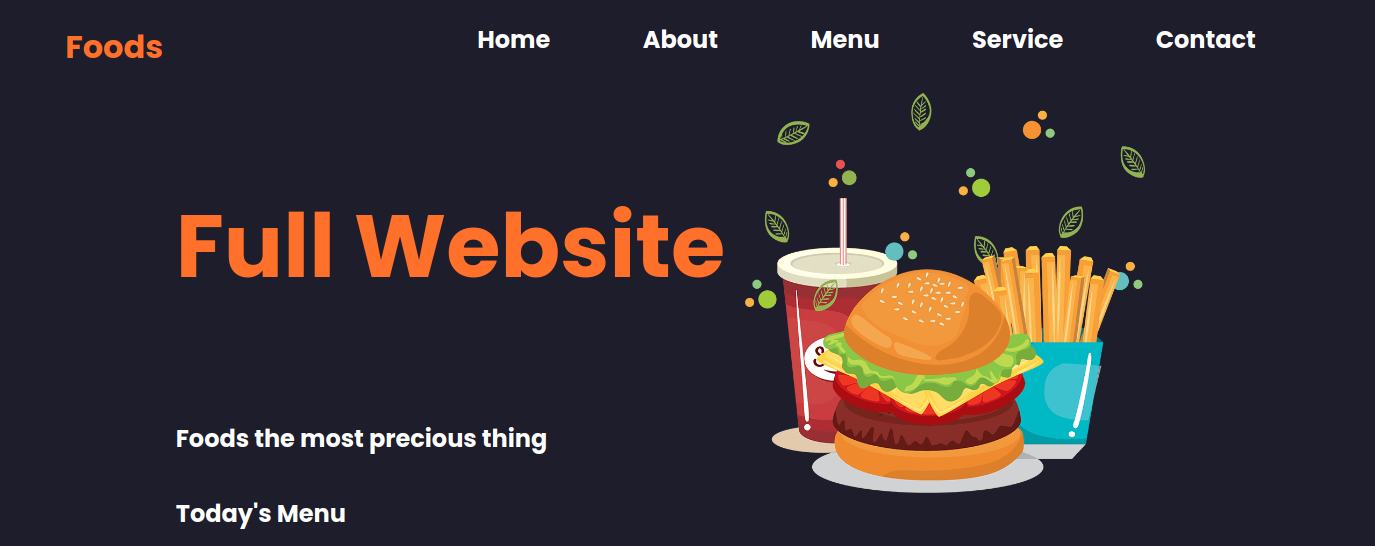 Foods
Home About Menu Service Contact
Full Website
Foods the most precious thing
Today's Menu